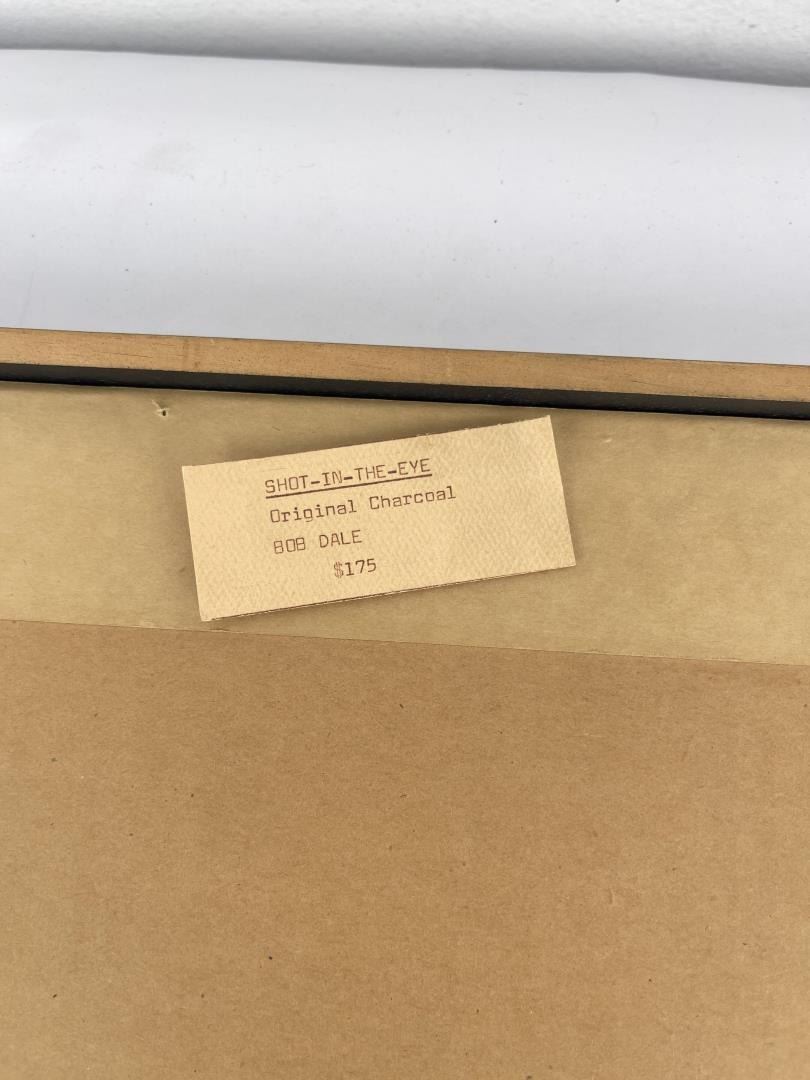 SHOT-IN-THE-EYE
Original Charcoal
BOB DALE
$175